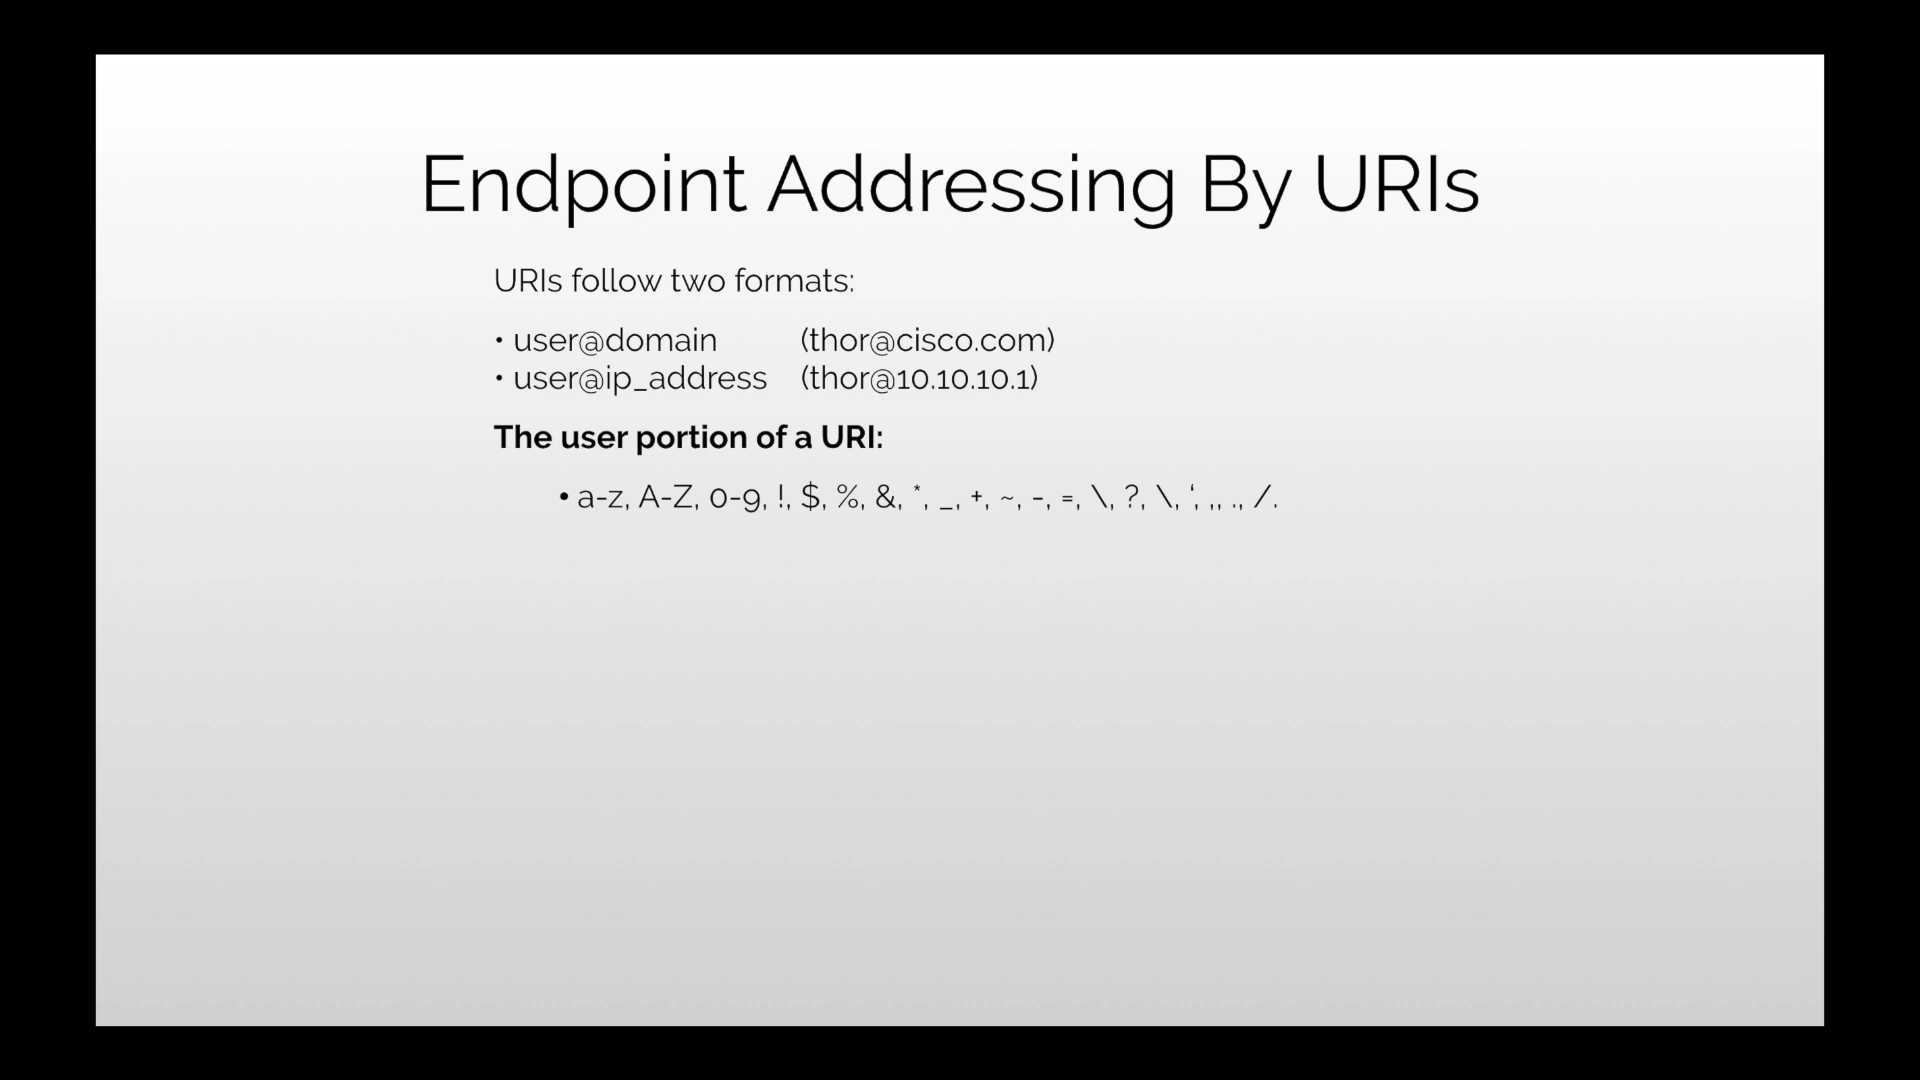 Endpoint Addressing By URIs
URIs follow two formats:
• user@domain (thor@cisco.com)
• user@ip_address (thor@10.10.10.1)
The user portion of a URI:
• a-z, A-Z, 0-9, !, $, %, &, *, _, +, ~, -, =, \, ?, \, ‘, ,, ., /.